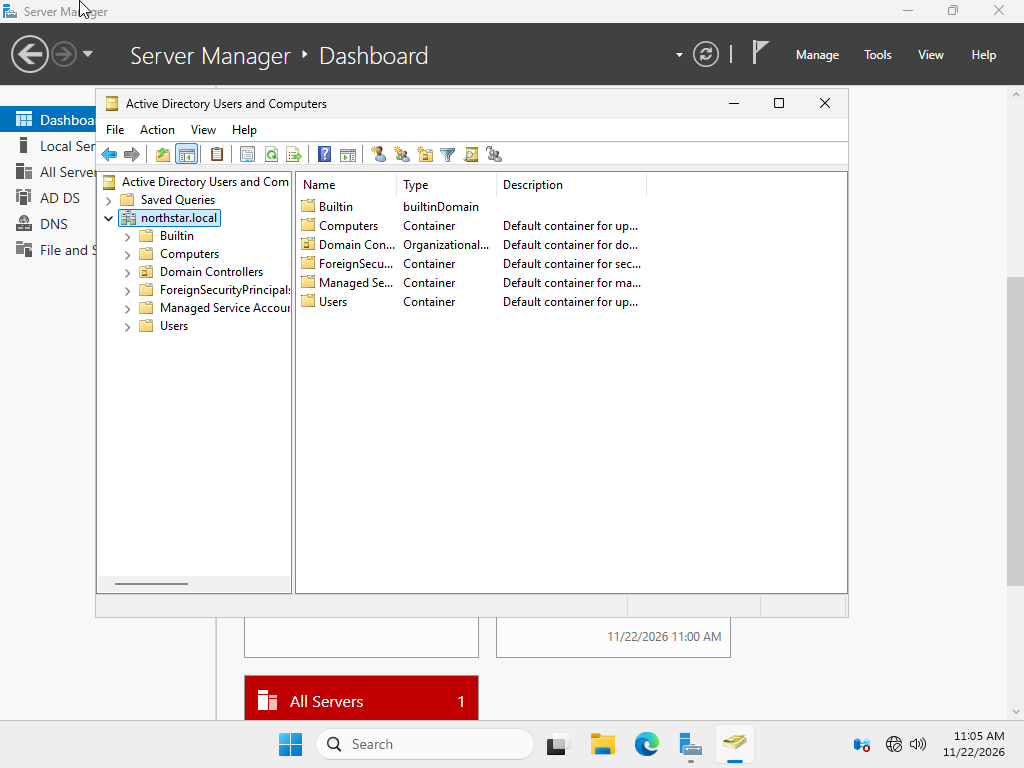 Server Manager
Server Manager
Dashboard
Manage
Tools
View
Help
Dashboa
Local Ser
All Server
AD DS
DNS
File and S
Active Directory Users and Computers
File
Action
View
Help
Active Directory Users and Com
Saved Queries
northstar.local
Builtin
Computers
Domain Controllers
ForeignSecurityPrincipals
Managed Service Accour
Users
Name Type Description
Builtin builtinDomain
Computers Container Default container for up...
Domain Con... Organizational... Default container for do...
ForeignSecu... Container Default container for sec...
Managed Se... Container Default container for ma...
Users Container Default container for up...
11/22/2026 11:00 AM
All Servers 1
Search
11:05 AM
11/22/2026